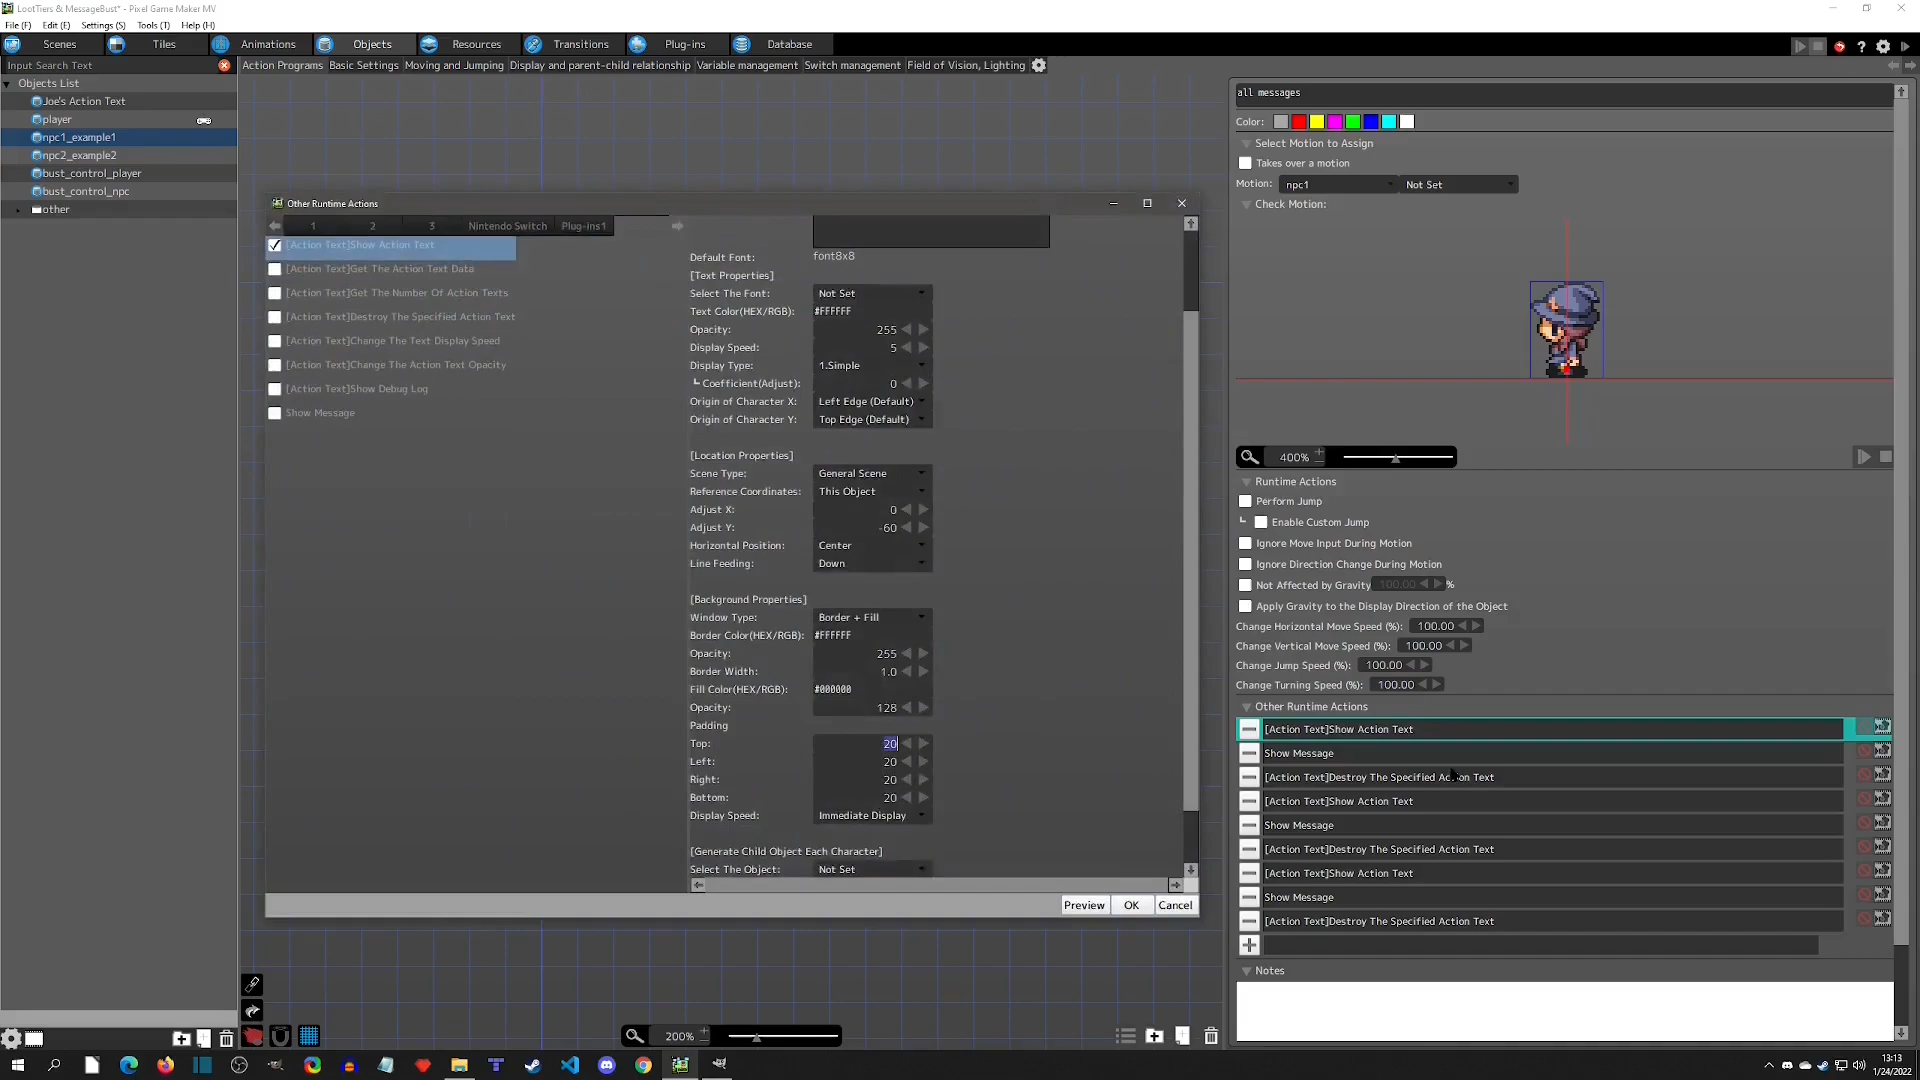 LootTiers & MessageBust* - Pixel Game Maker MV
File (F) Edit (E) Settings (S) Tools (T) Help (H)
Scenes Tiles Animations Objects Resources Transitions Plug-ins Database
Input Search Text
Action Programs Basic Settings Moving and Jumping Display and parent-child relationship Variable management Switch management Field of Vision, Lighting
Objects List
Joe's Action Text
player
npc1_example1
npc2_example2
bust_control_player
bust_control_npc
other
Other Runtime Actions
1 2 3 Nintendo Switch Plug-ins1
[Action Text]Show Action Text
[Action Text]Get The Action Text Data
[Action Text]Get The Number Of Action Texts
[Action Text]Destroy The Specified Action Text
[Action Text]Change The Text Display Speed
[Action Text]Change The Action Text Opacity
[Action Text]Show Debug Log
Show Message
Default Font: font8x8
[Text Properties]
Select The Font: Not Set
Text Color(HEX/RGB): #FFFFFF
Opacity: 255
Display Speed: 5
Display Type: 1.Simple
┗ Coefficient(Adjust): 0
Origin of Character X: Left Edge (Default)
Origin of Character Y: Top Edge (Default)
[Location Properties]
Scene Type: General Scene
Reference Coordinates: This Object
Adjust X: 0
Adjust Y: -60
Horizontal Position: Center
Line Feeding: Down
[Background Properties]
Window Type: Border + Fill
Border Color(HEX/RGB): #FFFFFF
Opacity: 255
Border Width: 1.0
Fill Color(HEX/RGB): #000000
Opacity: 128
Padding
Top: 20
Left: 20
Right: 20
Bottom: 20
Display Speed: Immediate Display
[Generate Child Object Each Character]
Select The Object: Not Set
Preview OK Cancel
200%
all messages
Color:
Select Motion to Assign
Takes over a motion
Motion: npc1 Not Set
Check Motion:
400%
Runtime Actions
Perform Jump
┗ Enable Custom Jump
Ignore Move Input During Motion
Ignore Direction Change During Motion
Not Affected by Gravity 100.00 %
Apply Gravity to the Display Direction of the Object
Change Horizontal Move Speed (%): 100.00
Change Vertical Move Speed (%): 100.00
Change Jump Speed (%): 100.00
Change Turning Speed (%): 100.00
Other Runtime Actions
[Action Text]Show Action Text
Show Message
[Action Text]Destroy The Specified Action Text
[Action Text]Show Action Text
Show Message
[Action Text]Destroy The Specified Action Text
[Action Text]Show Action Text
Show Message
[Action Text]Destroy The Specified Action Text
Notes
13:13
1/24/2022